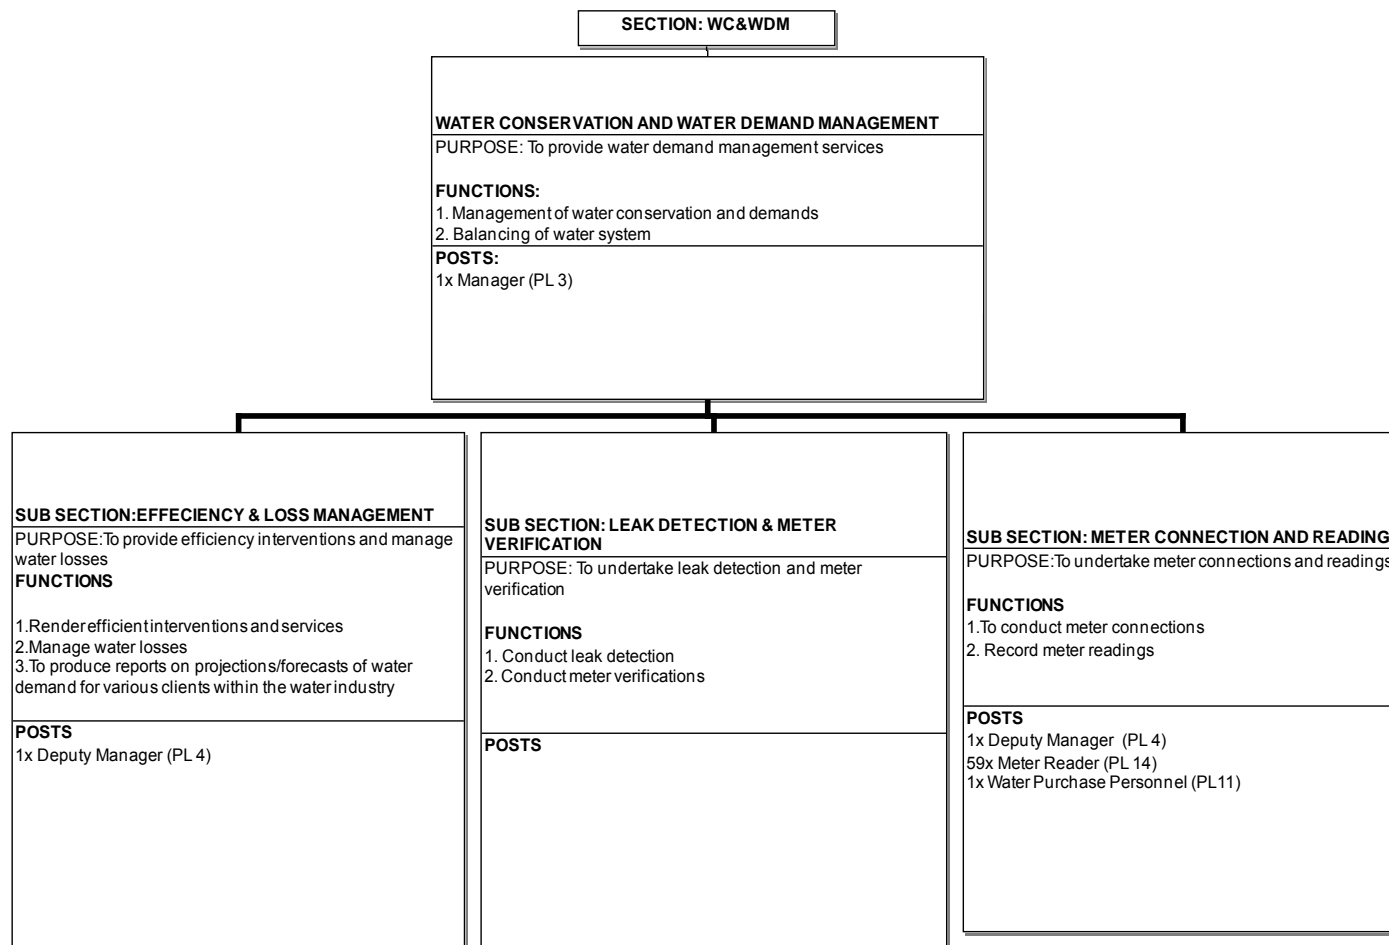 SECTION: WC&WDM
WATER CONSERVATION AND WATER DEMAND MANAGEMENT
PURPOSE: To provide water demand management services
FUNCTIONS:
1. Management of water conservation and demands
2. Balancing of water system
POSTS:
1x Manager (PL 3)
SUB SECTION:EFFECIENCY & LOSS MANAGEMENT
PURPOSE:To provide efficiency interventions and manage
water losses
FUNCTIONS
1.Render efficient interventions and services
2.Manage water losses
3.To produce reports on projections/forecasts of water
demand for various clients within the water industry
POSTS
1x Deputy Manager (PL 4)
SUB SECTION: LEAK DETECTION & METER
VERIFICATION
PURPOSE: To undertake leak detection and meter
verification
FUNCTIONS
1. Conduct leak detection
2. Conduct meter verifications
POSTS
SUB SECTION: METER CONNECTION AND READING
PURPOSE:To undertake meter connections and readings
FUNCTIONS
1.To conduct meter connections
2. Record meter readings
POSTS
1x Deputy Manager (PL 4)
59x Meter Reader (PL 14)
1x Water Purchase Personnel (PL11)